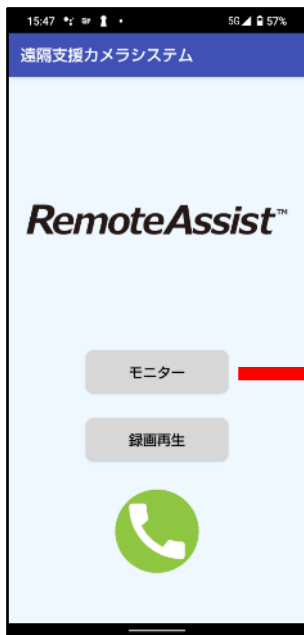 15:47
5G 57%
遠隔支援カメラシステム
RemoteAssist™
モニター
録画再生